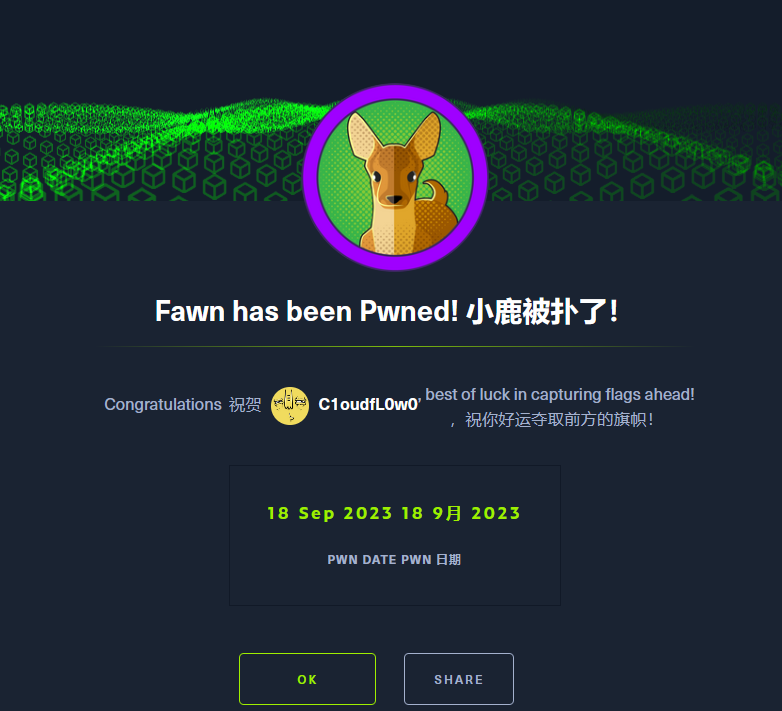 Fawn has been Pwned! 小鹿被扑了！
Congratulations 祝贺 C1oudfL0w0, best of luck in capturing flags ahead!
，祝你好运夺取前方的旗帜！
18 Sep 2023 18 9月 2023
PWN DATE PWN 日期
OK
SHARE